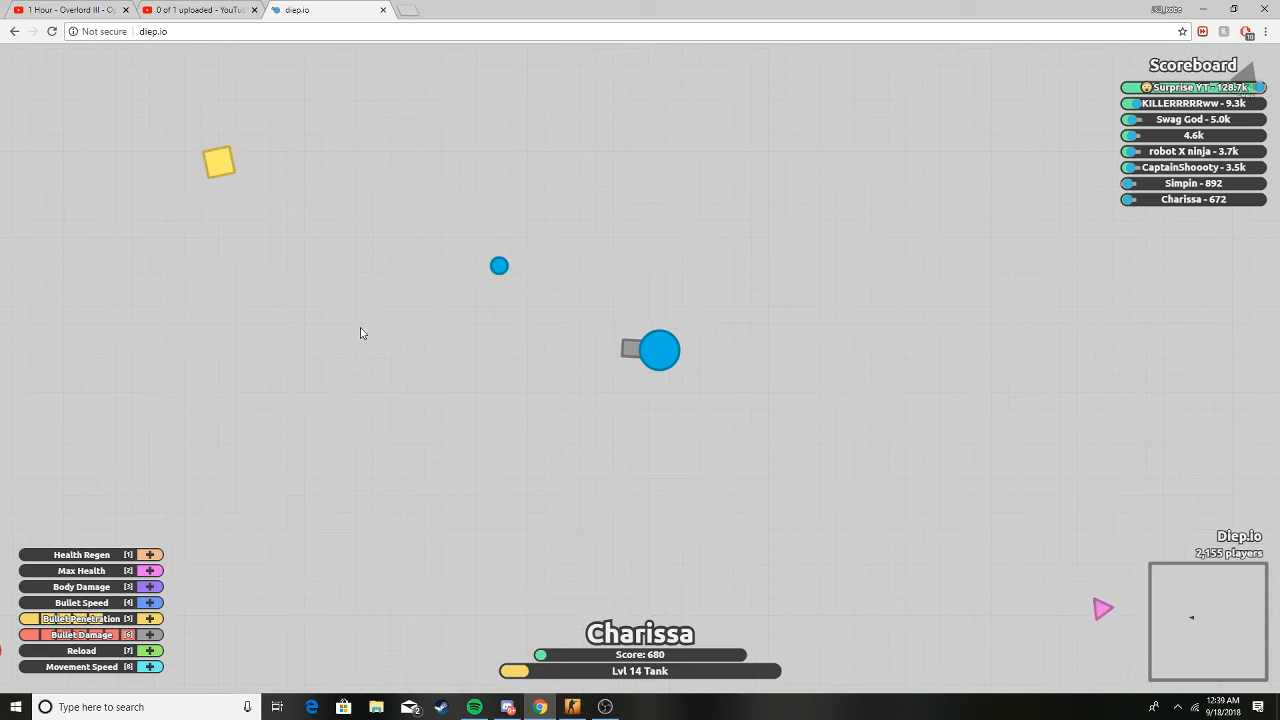 1 Hour - Overlord III - Op
0 of 1 uploaded - YouTub
diep.io
Not secure
diep.io
10
Scoreboard
Surprise YT - 128.7k
KILLERRRRRww - 9.3k
Swag God - 5.0k
4.6k
robot X ninja - 3.7k
CaptainShoooty - 3.5k
Simpin - 892
Charissa - 672
Health Regen [1]
Max Health [2]
Body Damage [3]
Bullet Speed [4]
Bullet Penetration [5]
Bullet Damage [6]
Reload [7]
Movement Speed [8]
Charissa
Score: 680
Lvl 14 Tank
Diep.io
2,155 players
Type here to search
2
12:39 AM
9/18/2018